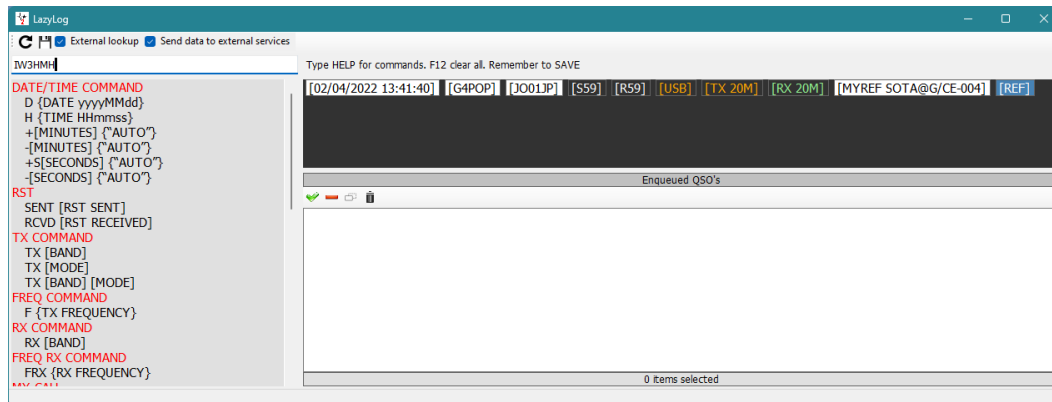 LazyLog
External lookup Send data to external services
IW3HMH
Type HELP for commands. F12 clear all. Remember to SAVE
DATE/TIME COMMAND
D {DATE yyyyMMdd}
H {TIME HHmmss}
+[MINUTES] {“AUTO”}
-[MINUTES] {“AUTO”}
+S[SECONDS] {“AUTO”}
-[SECONDS] {“AUTO”}
RST
SENT [RST SENT]
RCVD [RST RECEIVED]
TX COMMAND
TX [BAND]
TX [MODE]
TX [BAND] [MODE]
FREQ COMMAND
F {TX FREQUENCY}
RX COMMAND
RX [BAND]
FREQ RX COMMAND
FRX {RX FREQUENCY}
MY CALL
[02/04/2022 13:41:40] [G4POP] [JO01JP] [S59] [R59] [USB] [TX 20M] [RX 20M] [MYREF SOTA@G/CE-004] [REF]
Enqueued QSO's
0 items selected